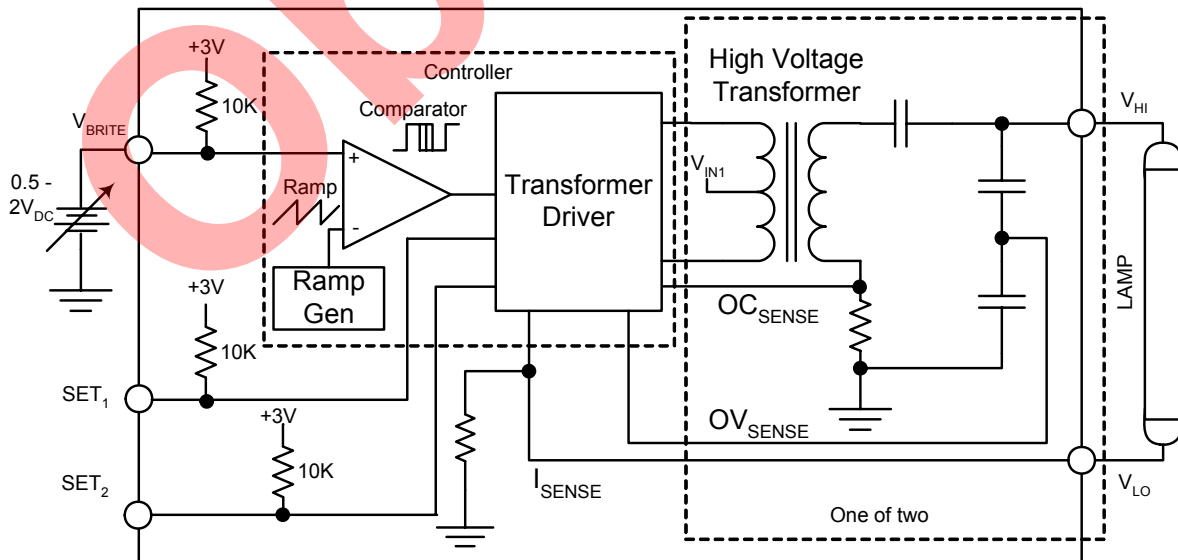 +3V
10K
V_BRITE
0.5 -
2V_DC
Controller
Comparator
+
-
Ramp
Ramp
Gen
Transformer
Driver
High Voltage
Transformer
V_IN1
V_HI
LAMP
OC_SENSE
+3V
10K
SET_1
+3V
10K
SET_2
OV_SENSE
I_SENSE
V_LO
One of two